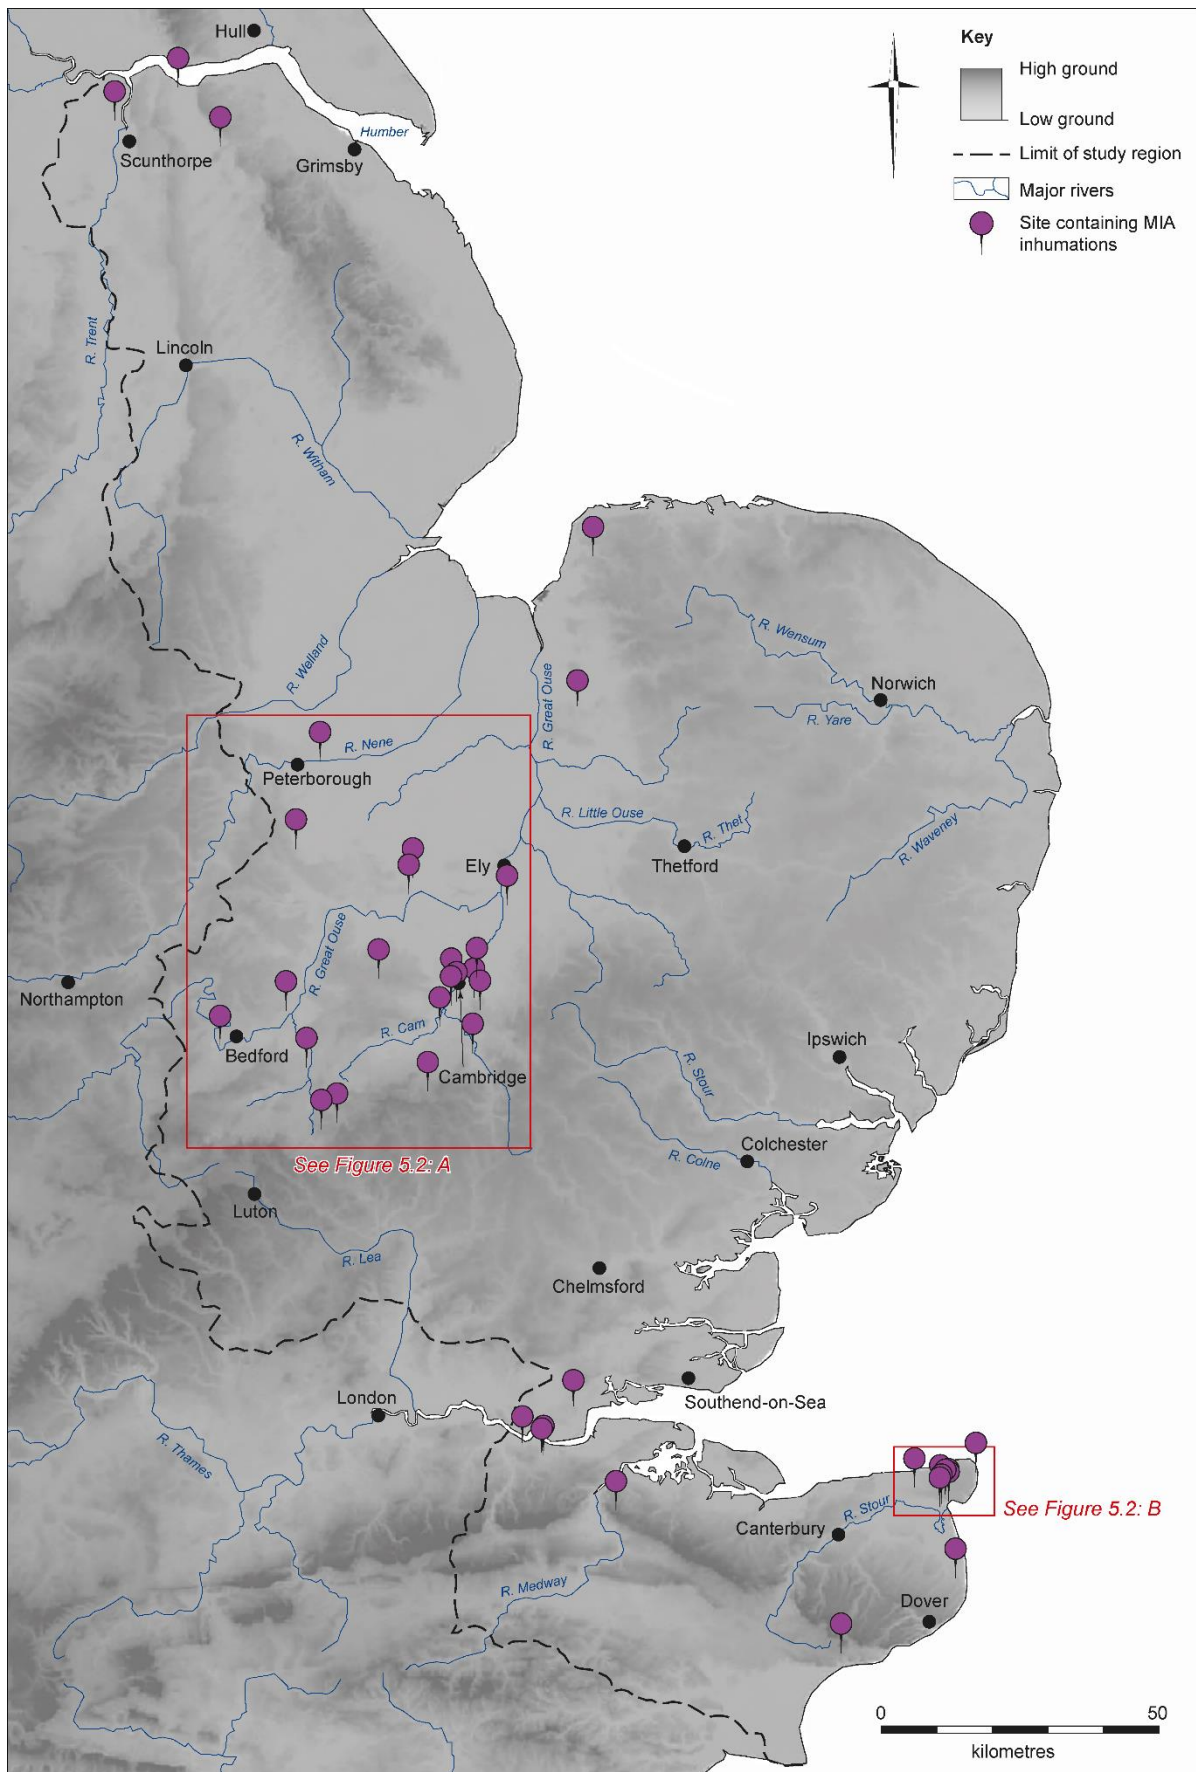 Hull
Key
High ground
Low ground
Limit of study region
Major rivers
Site containing MIA
inhumations
Humber
Scunthorpe
Grimsby
R. Trent
Lincoln
R. Witham
R. Welland
R. Great Ouse
R. Wensum
Norwich
R. Yare
R. Nene
Peterborough
R. Little Ouse
R. Thet
Thetford
R. Waveney
Ely
R. Great Ouse
Northampton
Bedford
R. Cam
Cambridge
Ipswich
R. Stour
Colchester
R. Colne
See Figure 5.2: A
Luton
R. Lea
Chelmsford
London
Southend-on-Sea
R. Thames
R. Stour
See Figure 5.2: B
Canterbury
R. Medway
Dover
0 50
kilometres